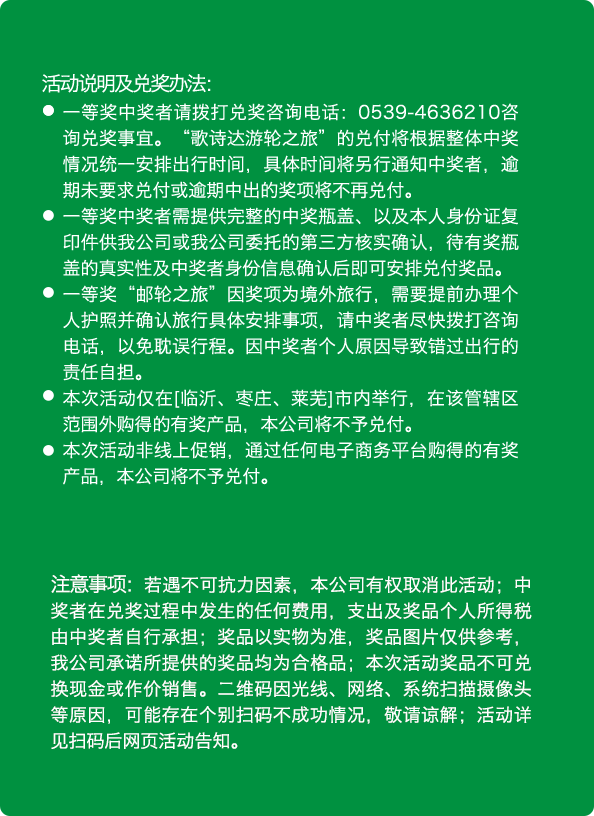 活动说明及兑奖办法：
● 一等奖中奖者请拨打兑奖咨询电话：0539-4636210咨
询兑奖事宜。“歌诗达游轮之旅”的兑付将根据整体中奖
情况统一安排出行时间，具体时间将另行通知中奖者，逾
期未要求兑付或逾期中出的奖项将不再兑付。
● 一等奖中奖者需提供完整的中奖瓶盖、以及本人身份证复
印件供我公司或我公司委托的第三方核实确认，待有奖瓶
盖的真实性及中奖者身份信息确认后即可安排兑付奖品。
● 一等奖“邮轮之旅”因奖项为境外旅行，需要提前办理个
人护照并确认旅行具体安排事项，请中奖者尽快拨打咨询
电话，以免耽误行程。因中奖者个人原因导致错过出行的
责任自担。
● 本次活动仅在[临沂、枣庄、莱芜]市内举行，在该管辖区
范围外购得的有奖产品，本公司将不予兑付。
● 本次活动非线上促销，通过任何电子商务平台购得的有奖
产品，本公司将不予兑付。
注意事项：若遇不可抗力因素，本公司有权取消此活动；中
奖者在兑奖过程中发生的任何费用，支出及奖品个人所得税
由中奖者自行承担；奖品以实物为准，奖品图片仅供参考，
我公司承诺所提供的奖品均为合格品；本次活动奖品不可兑
换现金或作价销售。二维码因光线、网络、系统扫描摄像头
等原因，可能存在个别扫码不成功情况，敬请谅解；活动详
见扫码后网页活动告知。